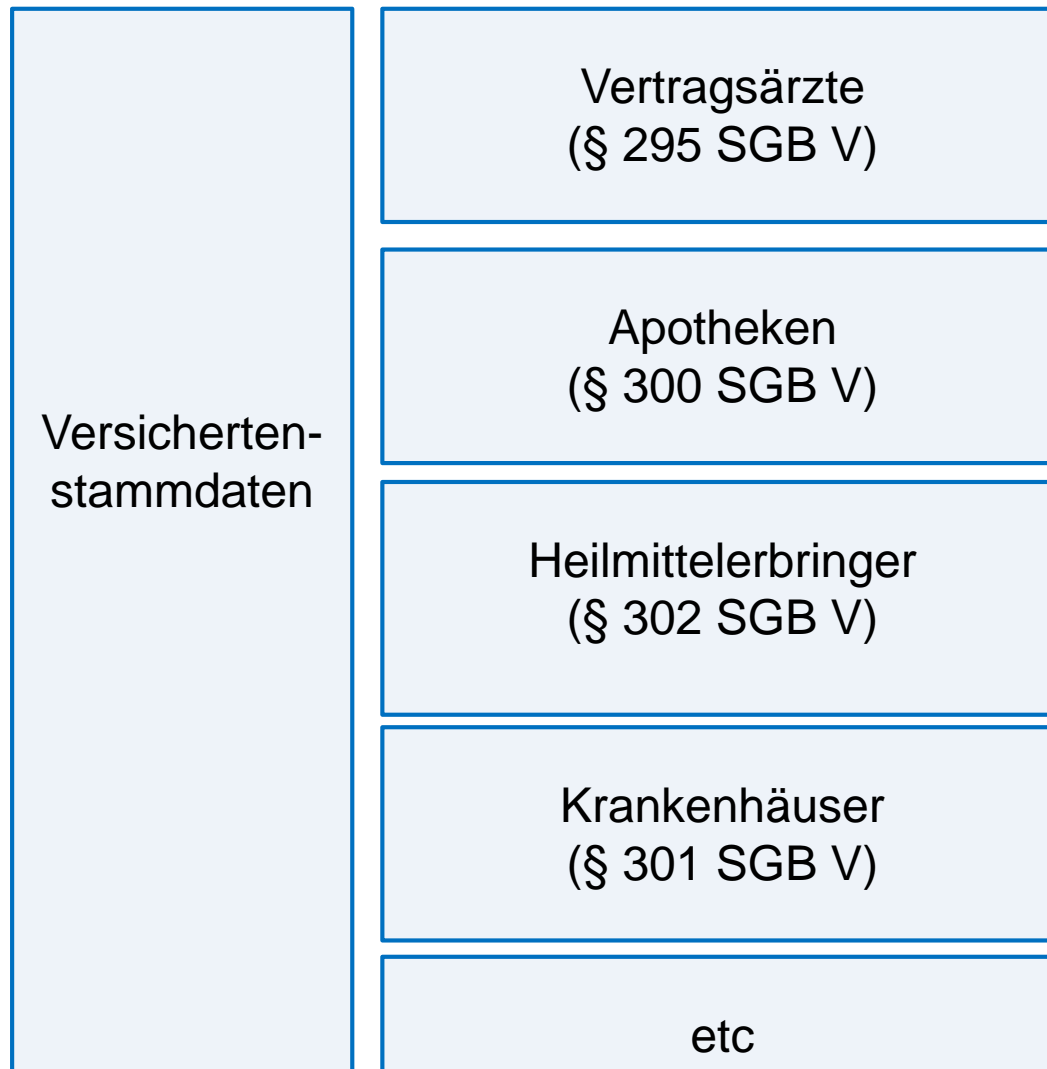 Versicherten-
stammdaten
Vertragsärzte
(§ 295 SGB V)
Apotheken
(§ 300 SGB V)
Heilmittelerbringer
(§ 302 SGB V)
Krankenhäuser
(§ 301 SGB V)
etc